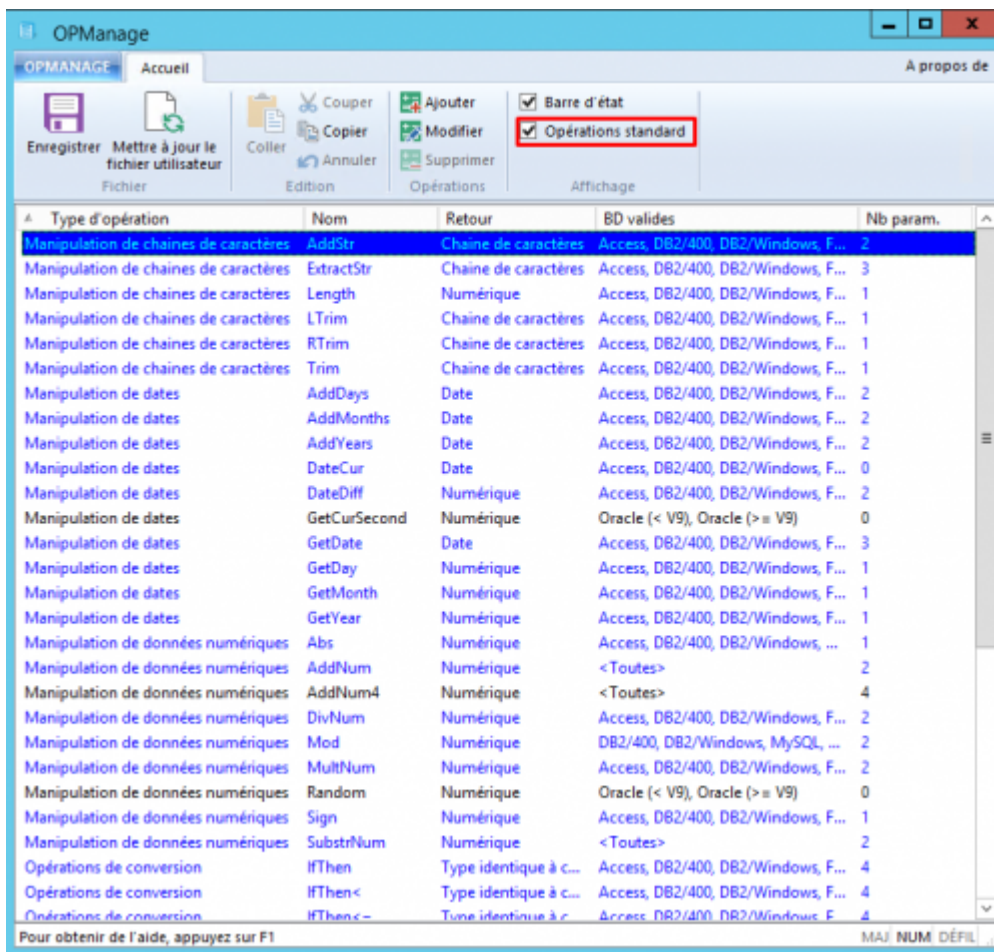 OPManage
OPMANAGE Accueil A propos de
Enregistrer
Mettre à jour le fichier utilisateur
Fichier
Coller
Couper
Copier
Annuler
Edition
Ajouter
Modifier
Supprimer
Opérations
Barre d'état
Opérations standard
Affichage
Type d'opération Nom Retour BD valides Nb param.
Manipulation de chaines de caractères AddStr Chaine de caractères Access, DB2/400, DB2/Windows, F... 2
Manipulation de chaines de caractères ExtractStr Chaine de caractères Access, DB2/400, DB2/Windows, F... 3
Manipulation de chaines de caractères Length Numérique Access, DB2/400, DB2/Windows, F... 1
Manipulation de chaines de caractères LTrim Chaine de caractères Access, DB2/400, DB2/Windows, F... 1
Manipulation de chaines de caractères RTrim Chaine de caractères Access, DB2/400, DB2/Windows, F... 1
Manipulation de chaines de caractères Trim Chaine de caractères Access, DB2/400, DB2/Windows, F... 1
Manipulation de dates AddDays Date Access, DB2/400, DB2/Windows, F... 2
Manipulation de dates AddMonths Date Access, DB2/400, DB2/Windows, F... 2
Manipulation de dates AddYears Date Access, DB2/400, DB2/Windows, F... 2
Manipulation de dates DateCur Date Access, DB2/400, DB2/Windows, F... 0
Manipulation de dates DateDiff Numérique Access, DB2/400, DB2/Windows, F... 2
Manipulation de dates GetCurSecond Numérique Oracle (< V9), Oracle (>= V9) 0
Manipulation de dates GetDate Date Access, DB2/400, DB2/Windows, F... 3
Manipulation de dates GetDay Numérique Access, DB2/400, DB2/Windows, F... 1
Manipulation de dates GetMonth Numérique Access, DB2/400, DB2/Windows, F... 1
Manipulation de dates GetYear Numérique Access, DB2/400, DB2/Windows, F... 1
Manipulation de données numériques Abs Numérique Access, DB2/400, DB2/Windows, ... 1
Manipulation de données numériques AddNum Numérique <Toutes> 2
Manipulation de données numériques AddNum4 Numérique <Toutes> 4
Manipulation de données numériques DivNum Numérique Access, DB2/400, DB2/Windows, F... 2
Manipulation de données numériques Mod Numérique DB2/400, DB2/Windows, MySQL, ... 2
Manipulation de données numériques MultNum Numérique Access, DB2/400, DB2/Windows, F... 2
Manipulation de données numériques Random Numérique Oracle (< V9), Oracle (>= V9) 0
Manipulation de données numériques Sign Numérique Access, DB2/400, DB2/Windows, F... 1
Manipulation de données numériques SubstrNum Numérique <Toutes> 2
Opérations de conversion IfThen Type identique à c... Access, DB2/400, DB2/Windows, F... 4
Opérations de conversion IfThen< Type identique à c... Access, DB2/400, DB2/Windows, F... 4
Opérations de conversion IfThen<= Type identique à c... Access, DB2/400, DB2/Windows, F... 4
Pour obtenir de l'aide, appuyez sur F1 MAJ NUM DÉFIL